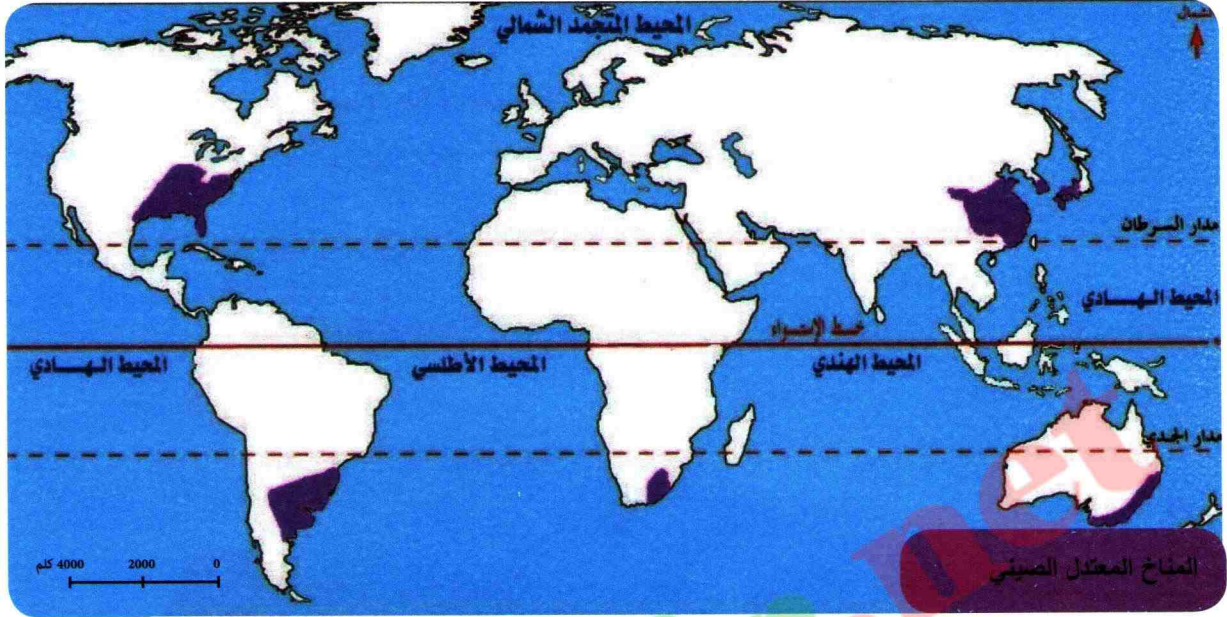 المحيط المتجمد الشمالي
شمال
مدار السرطان
المحيط الهادي
خط الإستواء
المحيط الهادي
المحيط الأطلسي
المحيط الهندي
مدار الجدي
4000 كلم
2000
0
المناخ المعتدل الصيني
net